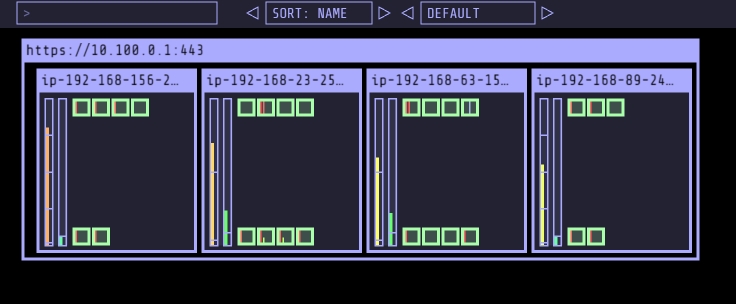 >
SORT: NAME
DEFAULT
https://10.100.0.1:443
ip-192-168-156-2…
ip-192-168-23-25…
ip-192-168-63-15…
ip-192-168-89-24…